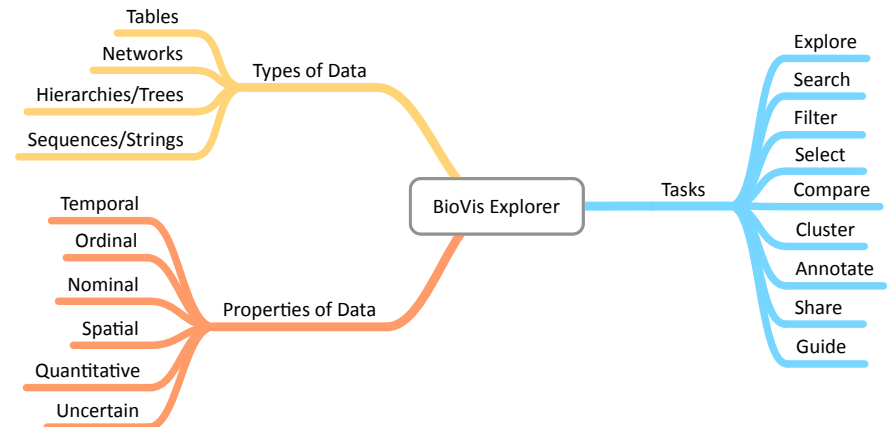 Tables
Networks
Hierarchies/Trees
Sequences/Strings
Types of Data
Temporal
Ordinal
Nominal
Spatial
Quantitative
Uncertain
Properties of Data
BioVis Explorer
Tasks
Explore
Search
Filter
Select
Compare
Cluster
Annotate
Share
Guide